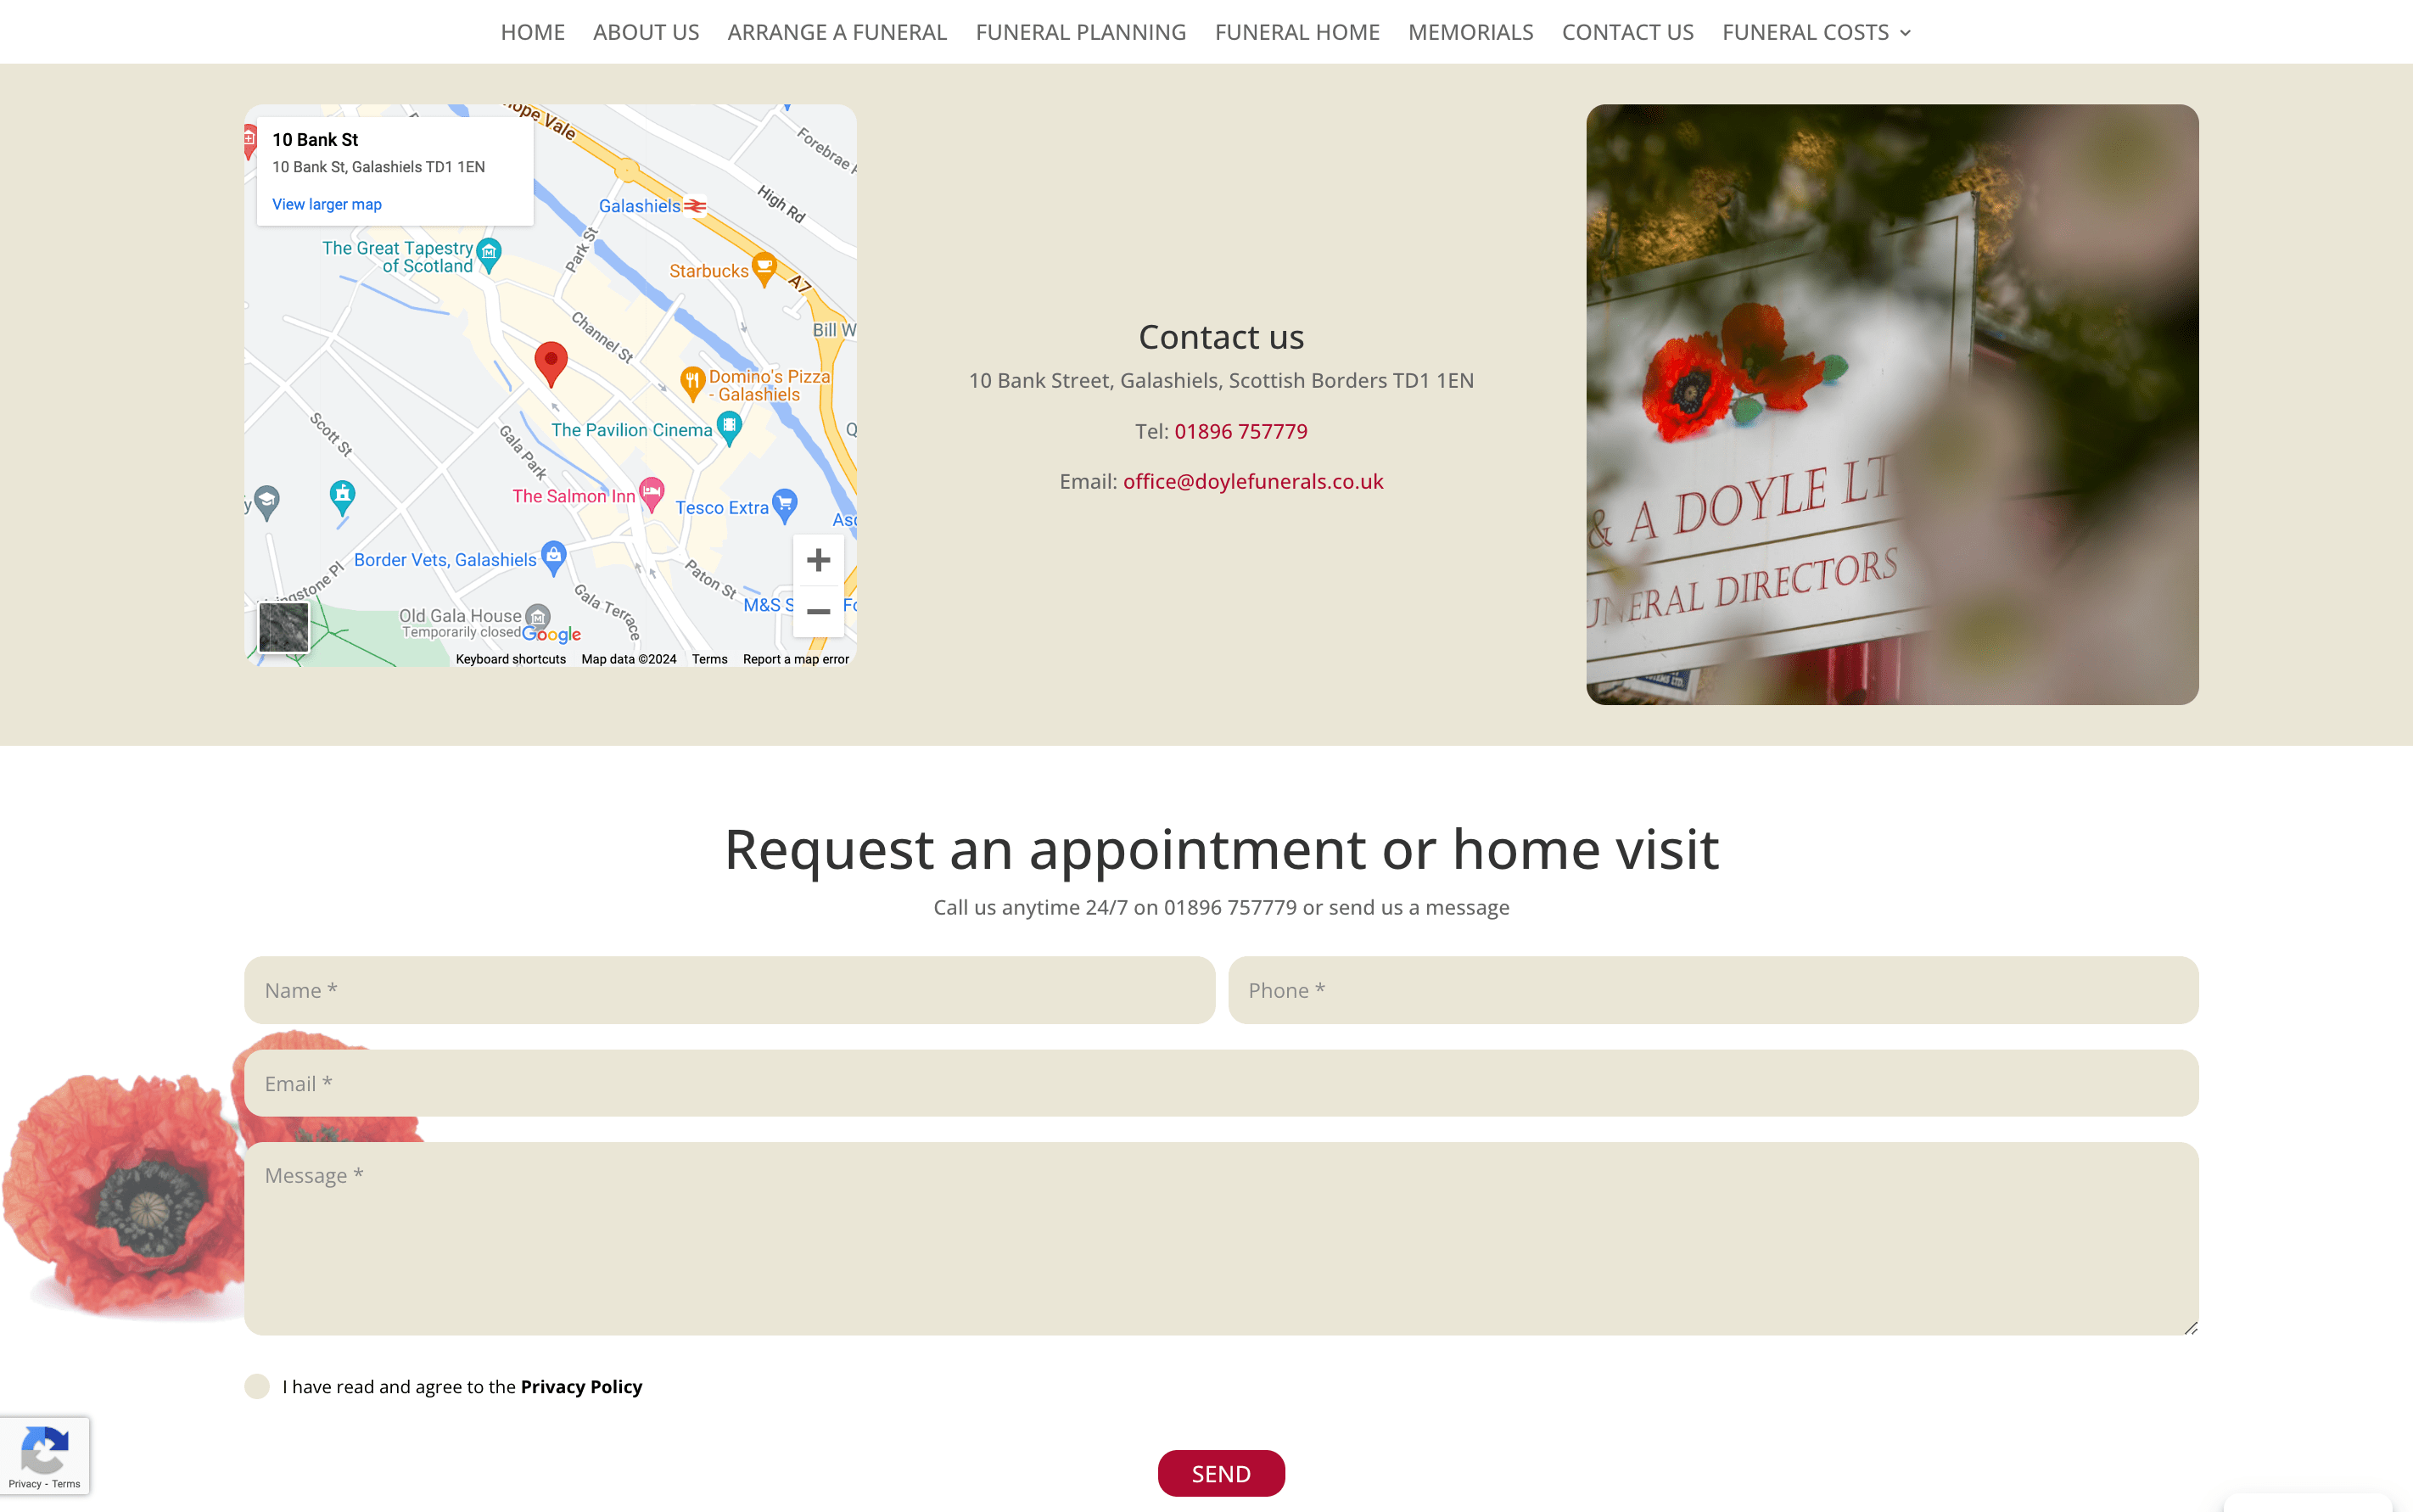 HOME ABOUT US ARRANGE A FUNERAL FUNERAL PLANNING FUNERAL HOME MEMORIALS CONTACT US FUNERAL COSTS
10 Bank St
10 Bank St, Galashiels TD1 1EN
View larger map
ope Vale
Forebrae
High Rd
Galashiels
Park St
The Great Tapestry
of Scotland
Starbucks
A7
Channel St
Bill W
Domino's Pizza
- Galashiels
The Pavilion Cinema
Scott St
Gala Park
The Salmon Inn
Tesco Extra
Asd
Border Vets, Galashiels
Paton St
ingstone Pl
Gala Terrace
M&S S
Fo
Old Gala House
Temporarily closed
Google
Keyboard shortcuts Map data ©2024 Terms Report a map error
Contact us
10 Bank Street, Galashiels, Scottish Borders TD1 1EN
Tel: 01896 757779
Email: office@doylefunerals.co.uk
& A DOYLE LT
UNERAL DIRECTORS
Request an appointment or home visit
Call us anytime 24/7 on 01896 757779 or send us a message
Name *
Phone *
Email *
Message *
I have read and agree to the Privacy Policy
Privacy - Terms
SEND